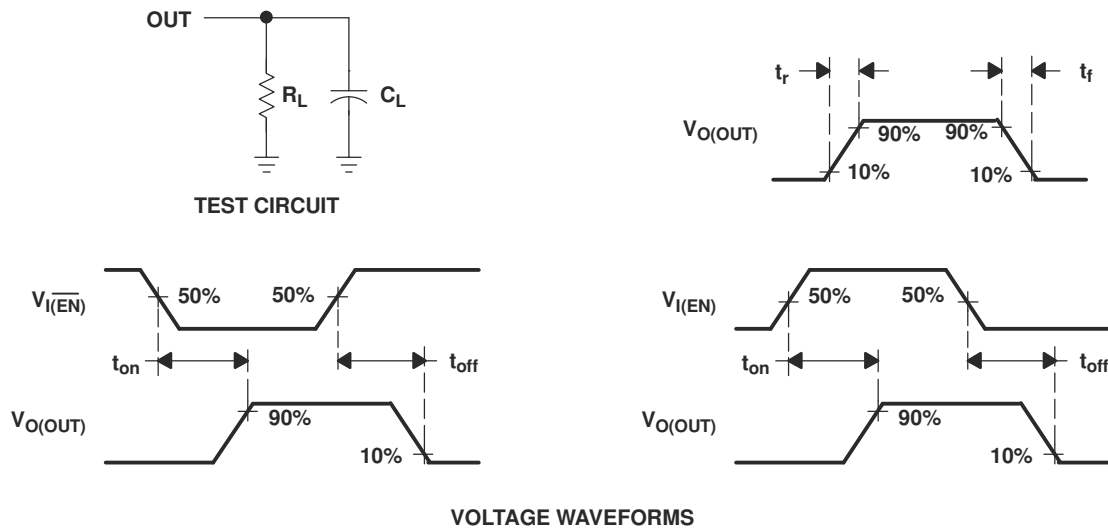 OUT
R_L
C_L
TEST CIRCUIT
t_r
t_f
V_O(OUT)
90%
90%
10%
10%
V_I(E̅N̅)
50%
50%
t_on
t_off
V_O(OUT)
90%
10%
V_I(EN)
50%
50%
t_on
t_off
V_O(OUT)
90%
10%
VOLTAGE WAVEFORMS